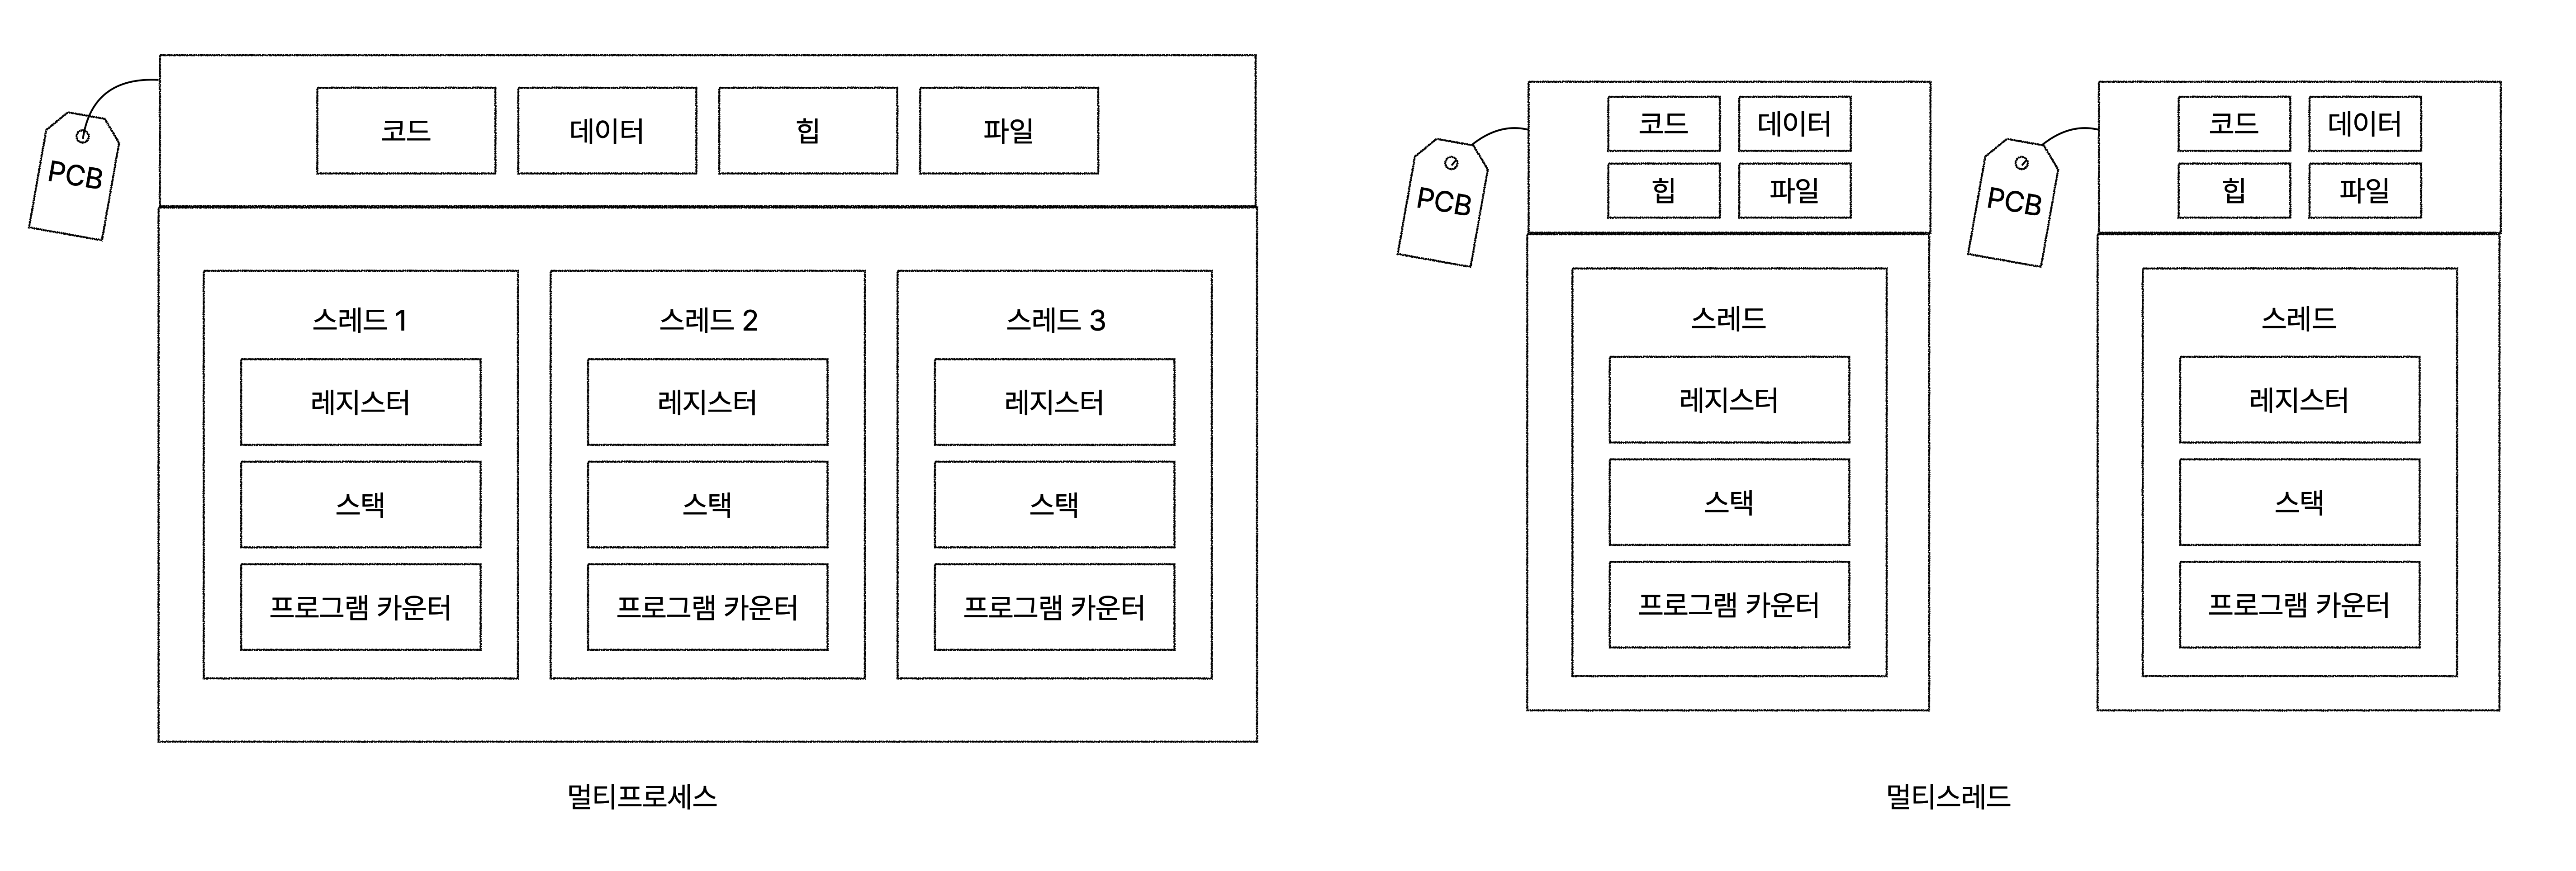 PCB
코드
데이터
힙
파일
스레드 1
레지스터
스택
프로그램 카운터
스레드 2
레지스터
스택
프로그램 카운터
스레드 3
레지스터
스택
프로그램 카운터
멀티프로세스
PCB
코드
데이터
힙
파일
스레드
레지스터
스택
프로그램 카운터
PCB
코드
데이터
힙
파일
스레드
레지스터
스택
프로그램 카운터
멀티스레드